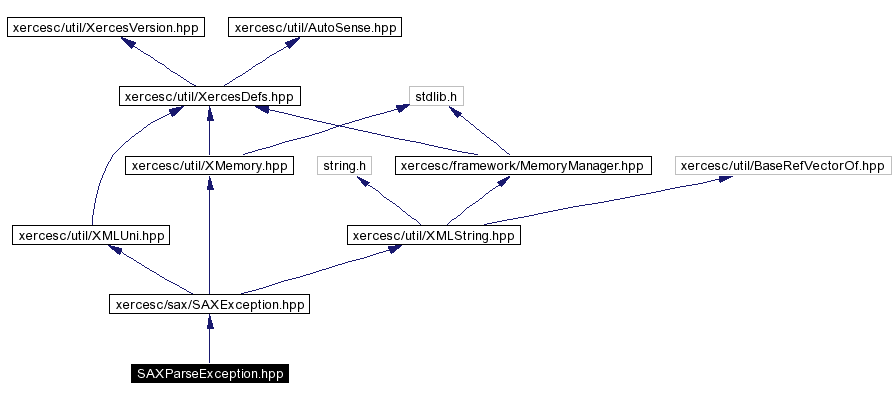 xercesc/util/XercesVersion.hpp
xercesc/util/AutoSense.hpp
xercesc/util/XercesDefs.hpp
stdlib.h
xercesc/util/XMemory.hpp
string.h
xercesc/framework/MemoryManager.hpp
xercesc/util/BaseRefVectorOf.hpp
xercesc/util/XMLUni.hpp
xercesc/util/XMLString.hpp
xercesc/sax/SAXException.hpp
SAXParseException.hpp